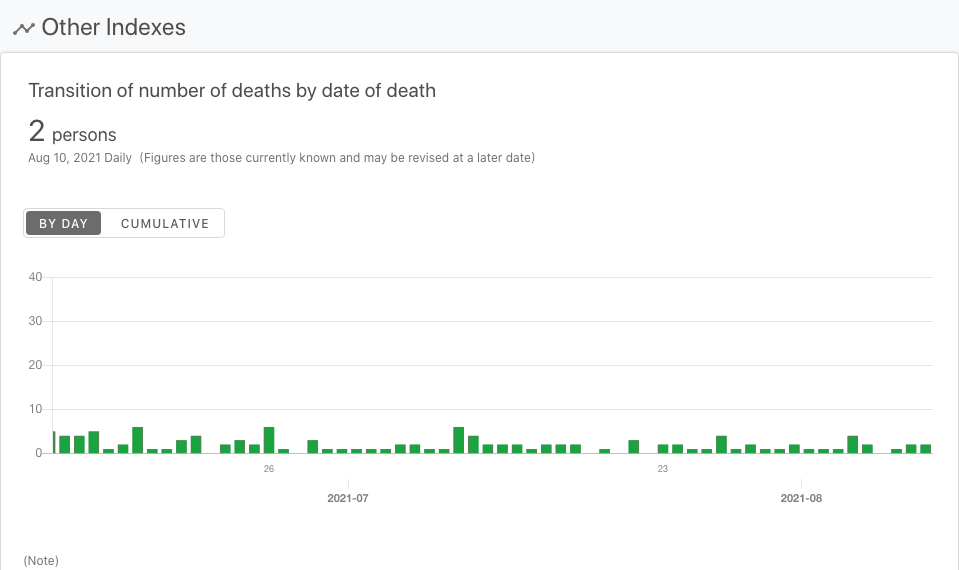 Other Indexes
Transition of number of deaths by date of death
2 persons
Aug 10, 2021 Daily (Figures are those currently known and may be revised at a later date)
BY DAY CUMULATIVE
40
30
20
10
0
26 23
2021-07 2021-08
(Note)